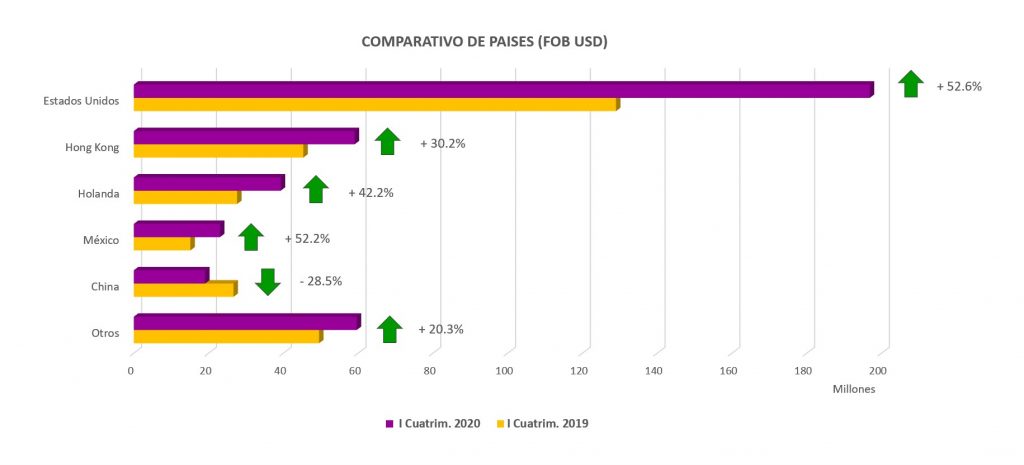 COMPARATIVO DE PAISES (FOB USD)
Estados Unidos
+ 52.6%
Hong Kong
+ 30.2%
Holanda
+ 42.2%
México
+ 52.2%
China
- 28.5%
Otros
+ 20.3%
0 20 40 60 80 100 120 140 160 180 200
Millones
I Cuatrim. 2020 I Cuatrim. 2019